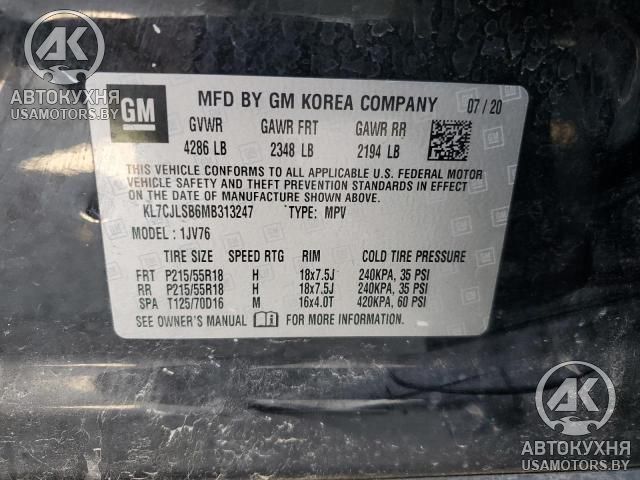 AK
АВТОКУХНЯ
USAMOTORS.BY
GM
MFD BY GM KOREA COMPANY 07/20
GVWR GAWR FRT GAWR RR
4286 LB 2348 LB 2194 LB
THIS VEHICLE CONFORMS TO ALL APPLICABLE U.S. FEDERAL MOTOR
VEHICLE SAFETY AND THEFT PREVENTION STANDARDS IN EFFECT
ON THE DATE OF MANUFACTURE SHOWN ABOVE.
KL7CJLSB6MB313247 TYPE: MPV
MODEL : 1JV76
TIRE SIZE SPEED RTG RIM COLD TIRE PRESSURE
FRT P215/55R18 H 18x7.5J 240KPA, 35 PSI
RR P215/55R18 H 18x7.5J 240KPA, 35 PSI
SPA T125/70D16 M 16x4.0T 420KPA, 60 PSI
SEE OWNER'S MANUAL FOR MORE INFORMATION.
AK
АВТОКУХНЯ
USAMOTORS.BY